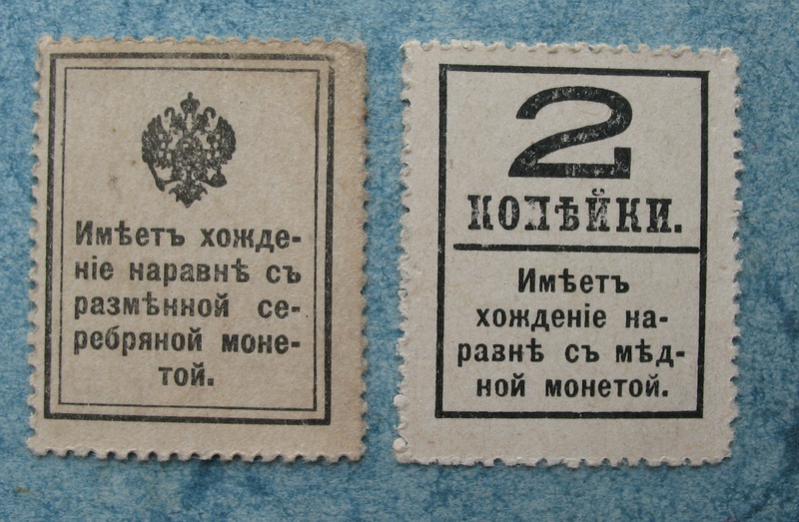 Имѣетъ хожде-
ніе наравнѣ съ
размѣнной се-
ребряной моне-
той.
2
КОПѢЙКИ.
Имѣетъ
хожденіе на-
равнѣ съ мѣд-
ной монетой.